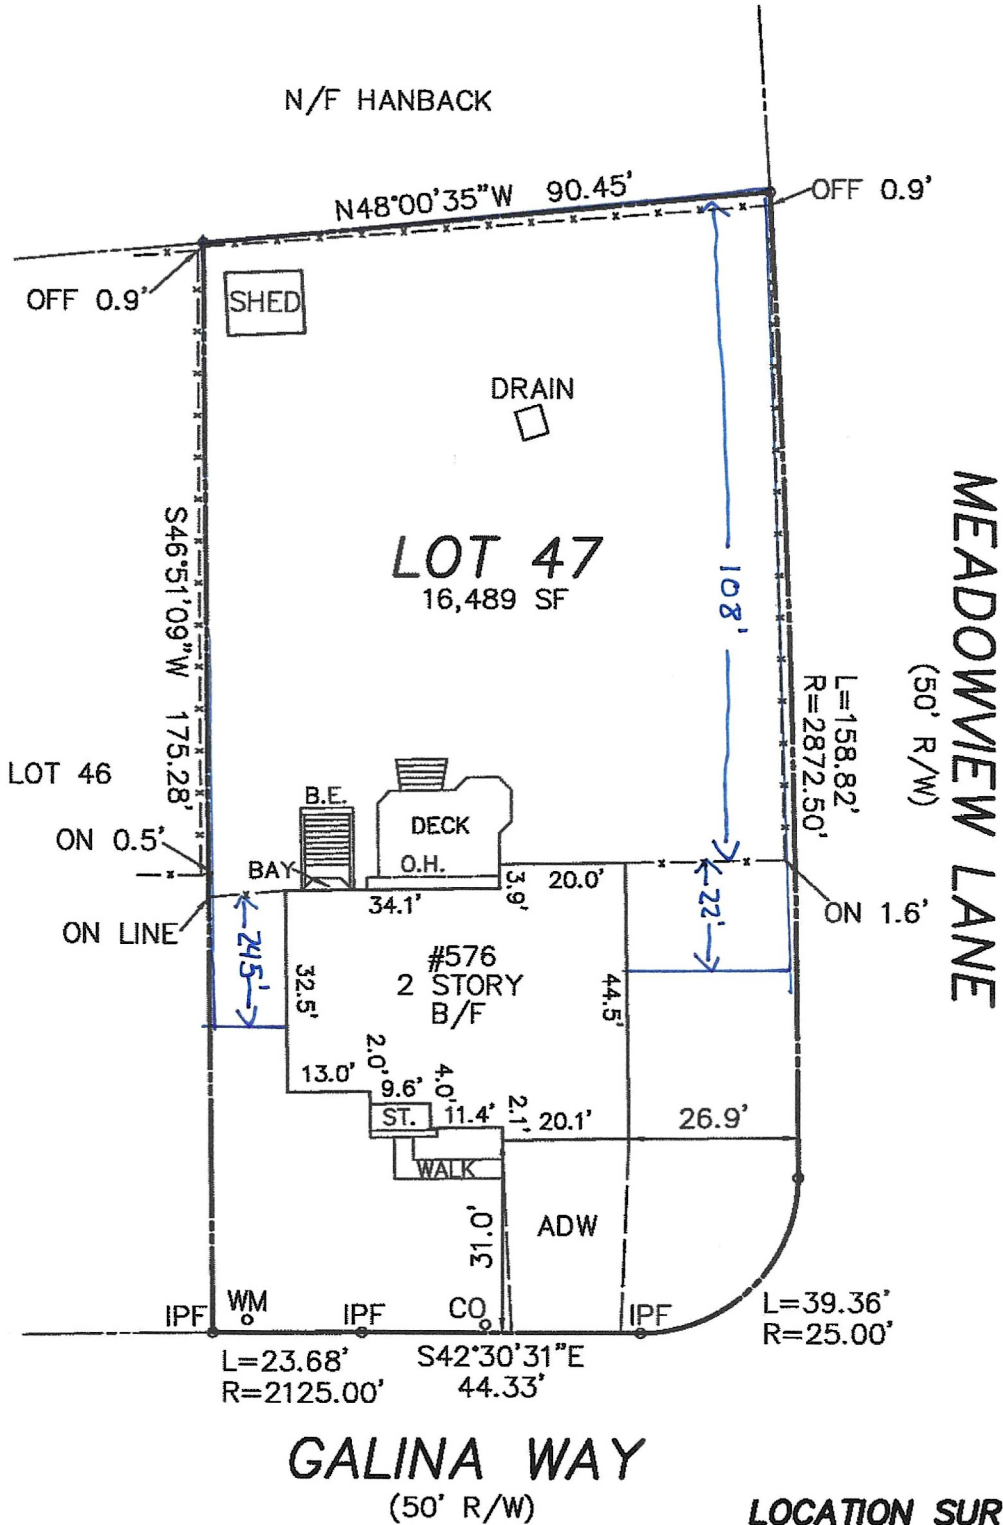 N/F HANBACK
N48°00'35"W 90.45'
OFF 0.9'
OFF 0.9'
SHED
DRAIN
LOT 47
16,489 SF
108'
S46°51'09"W 175.28'
MEADOWVIEW LANE
(50' R/W)
L=158.82'
R=2872.50'
LOT 46
ON 0.5'
B.E.
DECK
BAY
O.H.
ON LINE
34.1'
3.9'
20.0'
22'
ON 1.6'
24.5'
32.5'
#576
2 STORY
B/F
44.5'
13.0'
2.0'
9.6'
4.0'
ST.
11.4'
2.1'
20.1'
26.9'
WALK
31.0'
ADW
IPF
WM
IPF
CO
IPF
L=39.36'
R=25.00'
L=23.68'
R=2125.00'
S42°30'31"E
44.33'
GALINA WAY
(50' R/W)
LOCATION SUR